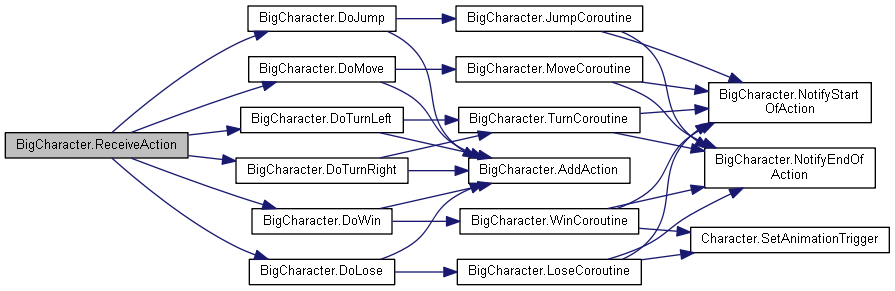 BigCharacter.ReceiveAction
BigCharacter.DoJump
BigCharacter.DoMove
BigCharacter.DoTurnLeft
BigCharacter.DoTurnRight
BigCharacter.DoWin
BigCharacter.DoLose
BigCharacter.JumpCoroutine
BigCharacter.MoveCoroutine
BigCharacter.TurnCoroutine
BigCharacter.AddAction
BigCharacter.WinCoroutine
BigCharacter.LoseCoroutine
BigCharacter.NotifyStart
OfAction
BigCharacter.NotifyEndOf
Action
Character.SetAnimationTrigger